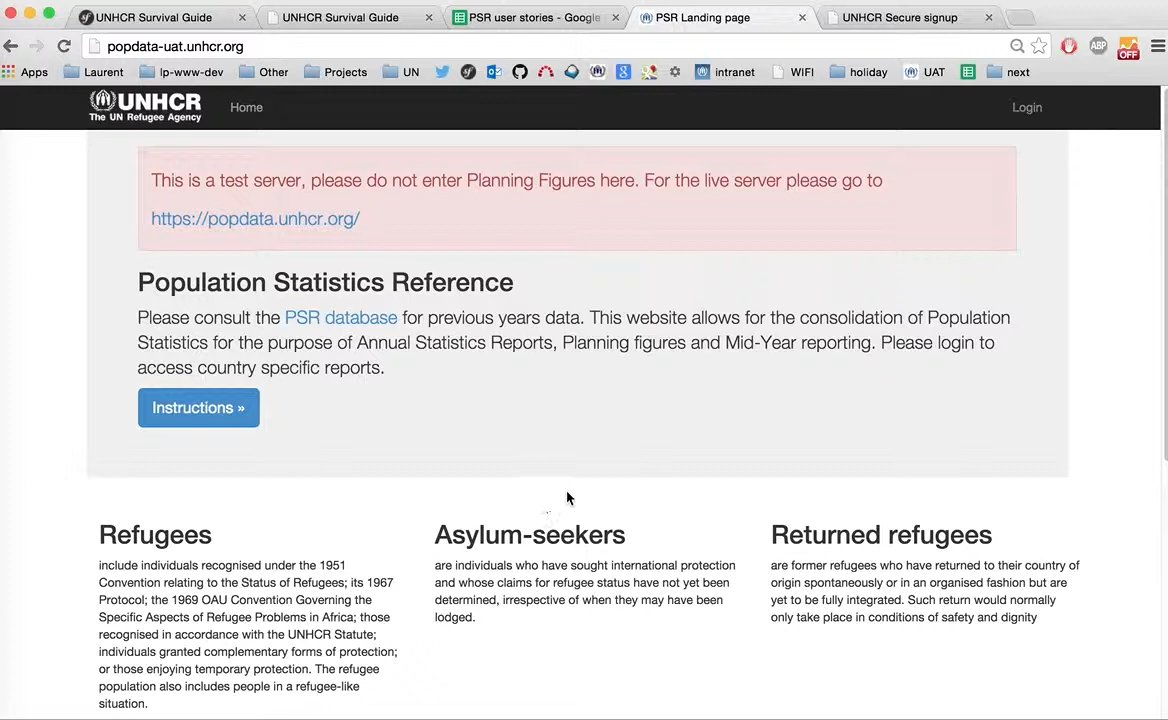 UNHCR Survival Guide
UNHCR Survival Guide
PSR user stories - Google
PSR Landing page
UNHCR Secure signup
popdata-uat.unhcr.org
ABP
OFF
Apps
Laurent
lp-www-dev
Other
Projects
UN
8
intranet
WIFI
holiday
UAT
next
UNHCR
The UN Refugee Agency
Home
Login
This is a test server, please do not enter Planning Figures here. For the live server please go to
https://popdata.unhcr.org/
Population Statistics Reference
Please consult the PSR database for previous years data. This website allows for the consolidation of Population
Statistics for the purpose of Annual Statistics Reports, Planning figures and Mid-Year reporting. Please login to
access country specific reports.
Instructions »
Refugees
include individuals recognised under the 1951
Convention relating to the Status of Refugees; its 1967
Protocol; the 1969 OAU Convention Governing the
Specific Aspects of Refugee Problems in Africa; those
recognised in accordance with the UNHCR Statute;
individuals granted complementary forms of protection;
or those enjoying temporary protection. The refugee
population also includes people in a refugee-like
situation.
Asylum-seekers
are individuals who have sought international protection
and whose claims for refugee status have not yet been
determined, irrespective of when they may have been
lodged.
Returned refugees
are former refugees who have returned to their country of
origin spontaneously or in an organised fashion but are
yet to be fully integrated. Such return would normally
only take place in conditions of safety and dignity